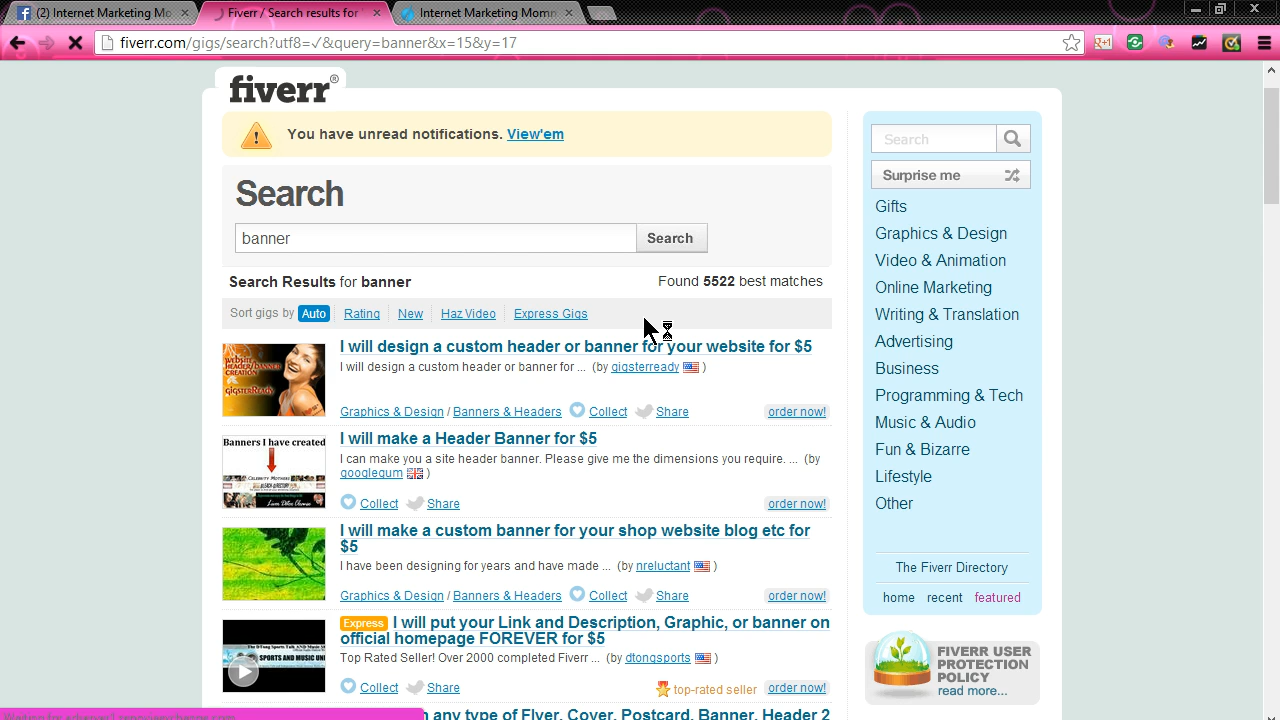 (2) Internet Marketing Mo
Fiverr / Search results for
Internet Marketing Momm
fiverr.com/gigs/search?utf8=✓&query=banner&x=15&y=17
fiverr®
You have unread notifications. View'em
Search
banner
Search
Search Results for banner
Found 5522 best matches
Sort gigs by Auto Rating New Haz Video Express Gigs
I will design a custom header or banner for your website for $5
I will design a custom header or banner for ... (by gigsterready )
Graphics & Design / Banners & Headers Collect Share order now!
Banners I have created
I will make a Header Banner for $5
I can make you a site header banner. Please give me the dimensions you require. ... (by
googlegum )
Collect Share order now!
I will make a custom banner for your shop website blog etc for
$5
I have been designing for years and have made ... (by nreluctant )
Graphics & Design / Banners & Headers Collect Share order now!
Express I will put your Link and Description, Graphic, or banner on
official homepage FOREVER for $5
Top Rated Seller Over 2000 completed Fiverr ... (by dtongsports )
Collect Share top-rated seller order now!
any type of Flyer, Cover, Postcard, Banner, Header 2
Search
Surprise me
Gifts
Graphics & Design
Video & Animation
Online Marketing
Writing & Translation
Advertising
Business
Programming & Tech
Music & Audio
Fun & Bizarre
Lifestyle
Other
The Fiverr Directory
home recent featured
FIVERR USER
PROTECTION
POLICY
read more...